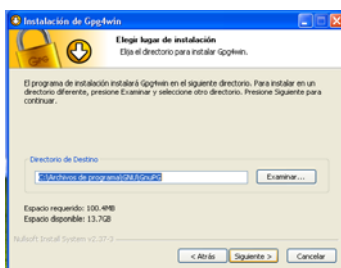 Instalación de Gpg4win
Elegir lugar de instalación
Elija el directorio para instalar Gpg4win.
El programa de instalación instalará Gpg4win en el siguiente directorio. Para instalar en un
directorio diferente, presione Examinar y seleccione otro directorio. Presione Siguiente para
continuar.
Directorio de Destino
C:\Archivos de programa\GNU\GnuPG
Examinar...
Espacio requerido: 100.4MB
Espacio disponible: 13.7GB
Nullsoft Install System v2.37-3
< Atrás
Siguiente >
Cancelar